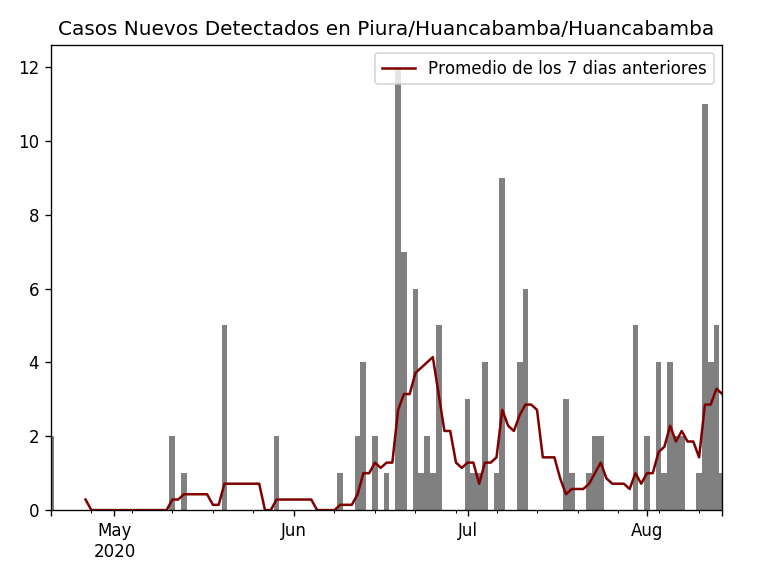 Casos Nuevos Detectados en Piura/Huancabamba/Huancabamba
Promedio de los 7 dias anteriores
12
10
8
6
4
2
0
May
2020
Jun
Jul
Aug